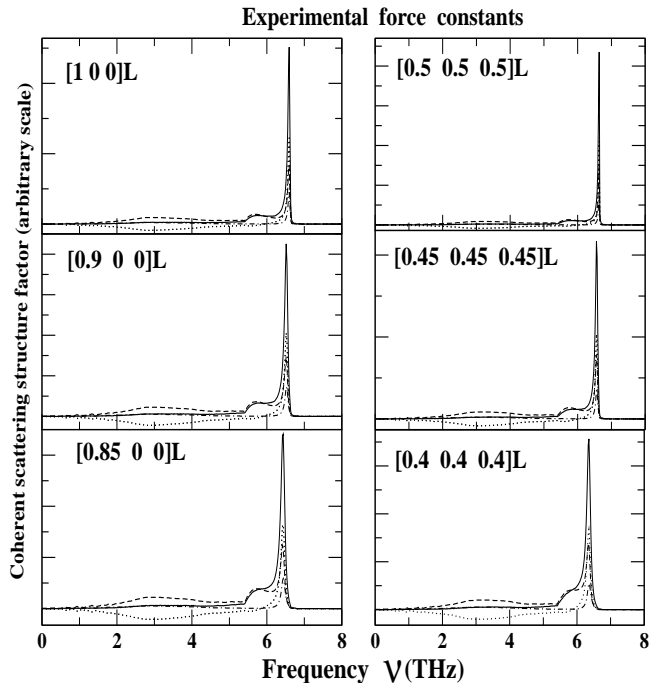 Experimental force constants
Coherent scattering structure factor (arbitrary scale)
[1 0 0]L
[0.5 0.5 0.5]L
[0.9 0 0]L
[0.45 0.45 0.45]L
[0.85 0 0]L
[0.4 0.4 0.4]L
0 2 4 6 8
0 2 4 6 8
Frequency ν(THz)